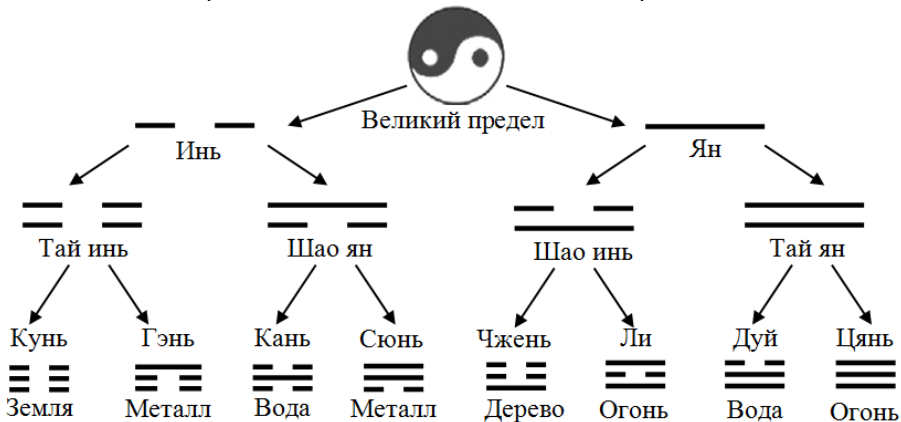 Великий предел
Инь
Ян
Тай инь
Шао ян
Шао инь
Тай ян
Кунь
Гэнь
Кань
Сюнь
Чжень
Ли
Дуй
Цянь
Земля
Металл
Вода
Металл
Дерево
Огонь
Вода
Огонь